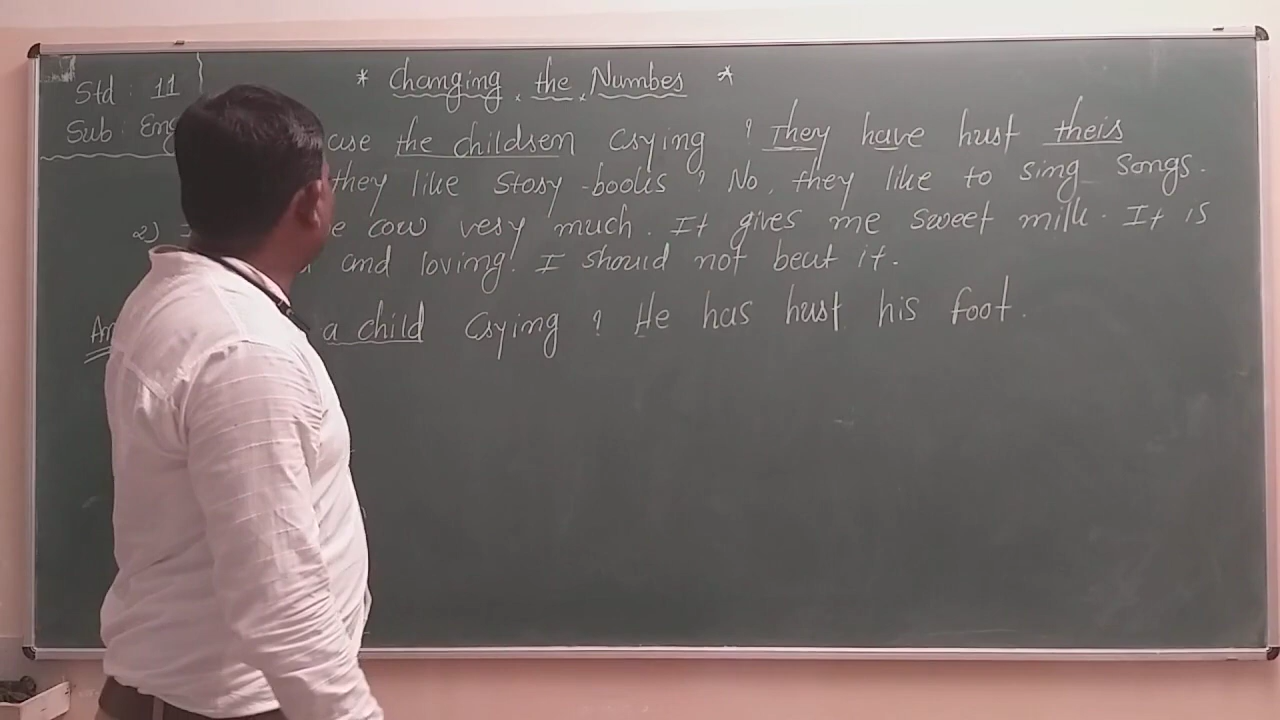 Std : 11
* Changing the Number *
Sub : Eng
are the children crying ? They have hurt their
they like story-books ? No, they like to sing songs.
2) I cow very much. It gives me sweet milk. It is
and loving. I should not beat it.
An a child crying ? He has hurt his foot.